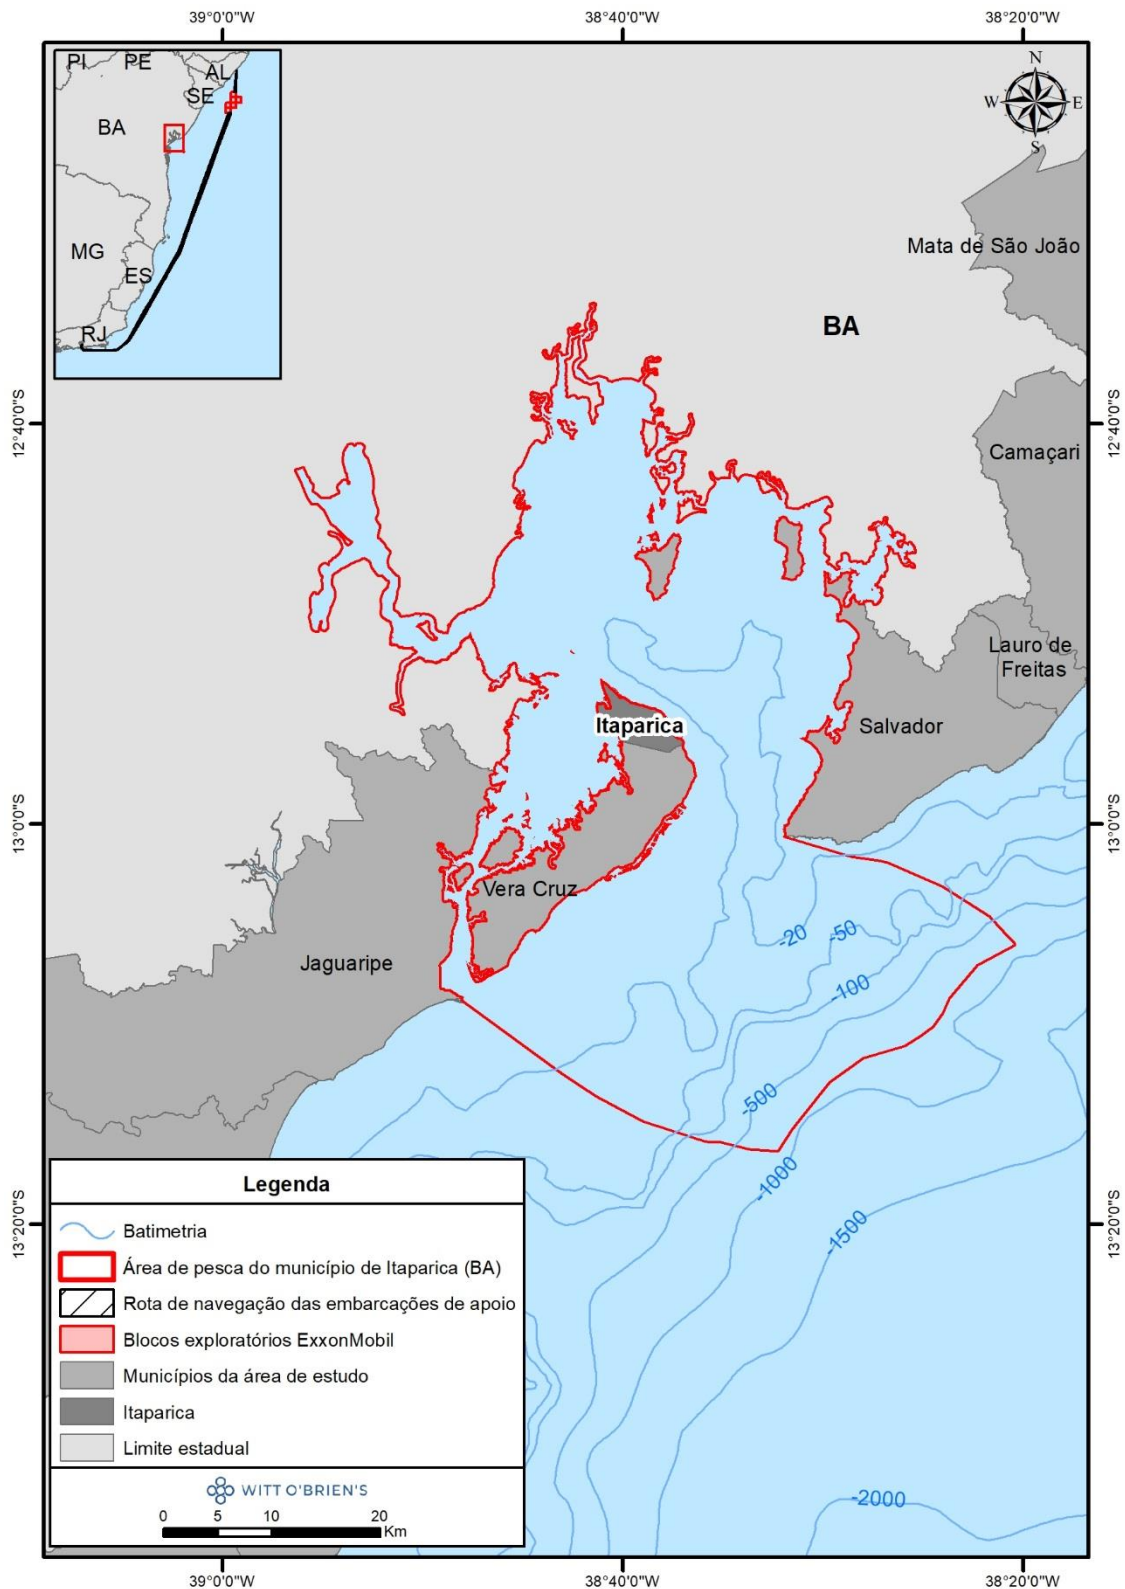 39°0'0"W
38°40'0"W
38°20'0"W
PI
PE
AL
SE
BA
MG
ES
RJ
N
W
E
S
Mata de São João
BA
12°40'0"S
12°40'0"S
Camaçari
Lauro de
Freitas
Itaparica
Salvador
13°0'0"S
13°0'0"S
Vera Cruz
-20
-50
Jaguaripe
-100
-500
-1000
-1500
-2000
13°20'0"S
13°20'0"S
Legenda
Batimetria
Área de pesca do município de Itaparica (BA)
Rota de navegação das embarcações de apoio
Blocos exploratórios ExxonMobil
Municípios da área de estudo
Itaparica
Limite estadual
WITT O'BRIEN'S
0 5 10 20
Km
39°0'0"W
38°40'0"W
38°20'0"W